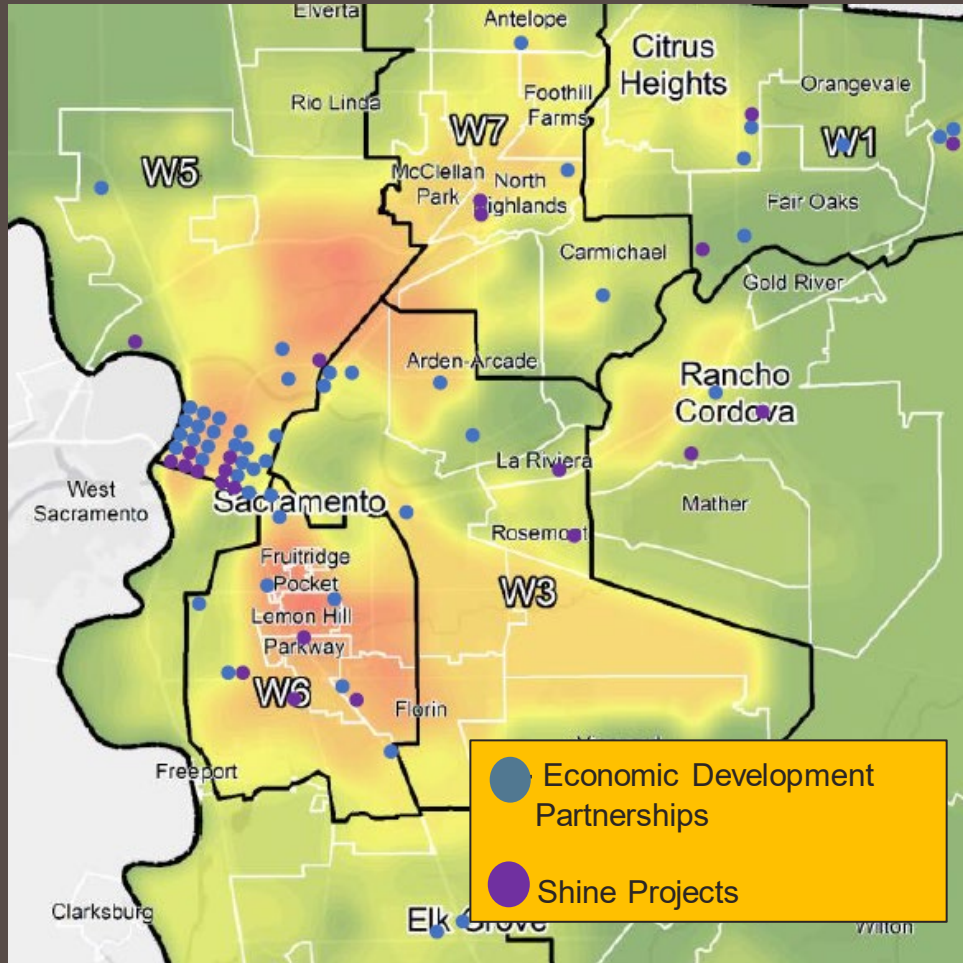 Elverta
Antelope
Citrus
Heights
Orangevale
Rio Linda
Foothill
Farms
W7
W1
W5
McClellan
Park
North
Highlands
Fair Oaks
Carmichael
Gold River
Arden-Arcade
Rancho
Cordova
La Riviera
West
Sacramento
Sacramento
Mather
Rosemont
Fruitridge
Pocket
W3
Lemon Hill
Parkway
W6
Florin
Freeport
Economic Development
Partnerships
Shine Projects
Clarksburg
Elk Grove
Wilton